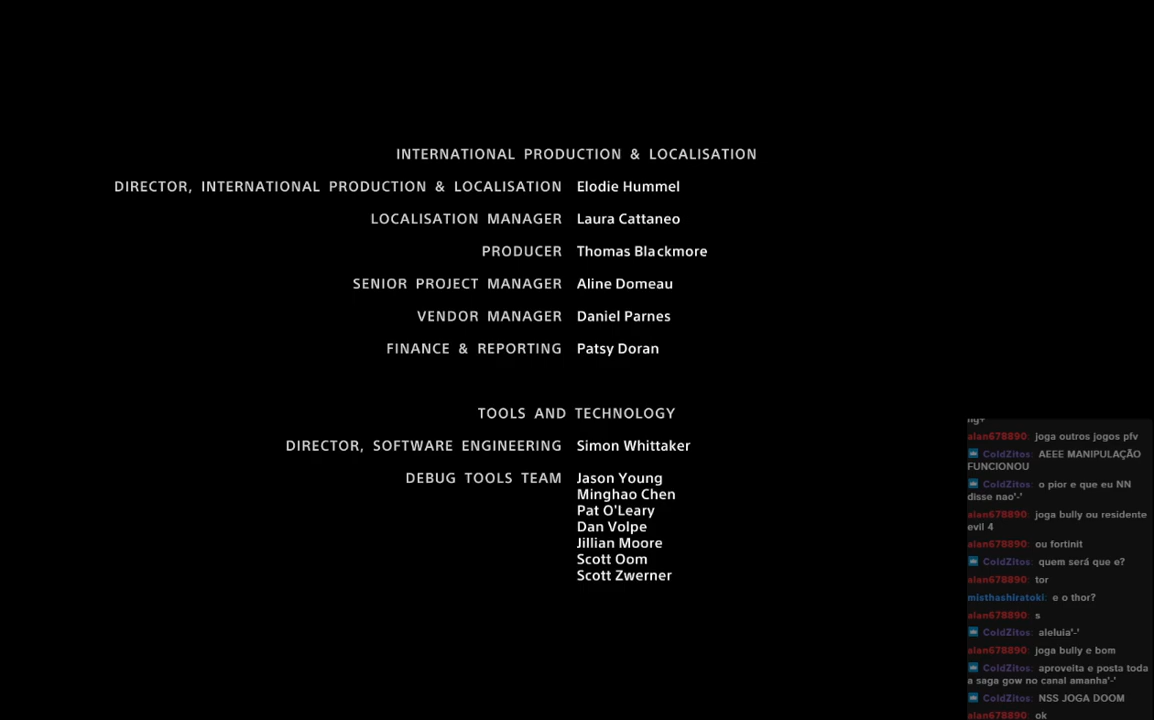 INTERNATIONAL PRODUCTION & LOCALISATION
DIRECTOR, INTERNATIONAL PRODUCTION & LOCALISATION Elodie Hummel
LOCALISATION MANAGER Laura Cattaneo
PRODUCER Thomas Blackmore
SENIOR PROJECT MANAGER Aline Domeau
VENDOR MANAGER Daniel Parnes
FINANCE & REPORTING Patsy Doran
TOOLS AND TECHNOLOGY
DIRECTOR, SOFTWARE ENGINEERING Simon Whittaker
DEBUG TOOLS TEAM Jason Young
Minghao Chen
Pat O'Leary
Dan Volpe
Jillian Moore
Scott Oom
Scott Zwerner
alan678890: joga outros jogos pfv
ColdZitos: AEEE MANIPULAÇÃO
FUNCIONOU
ColdZitos: o pior e que eu NN
disse nao'-'
alan678890: joga bully ou residente
evil 4
alan678890: ou fortinit
ColdZitos: quem será que e?
alan678890: tor
misthashiratoki: e o thor?
alan678890: s
ColdZitos: aleluia'-'
alan678890: joga bully e bom
ColdZitos: aproveita e posta toda
a saga gow no canal amanha'-'
ColdZitos: NSS JOGA DOOM
alan678890: ok